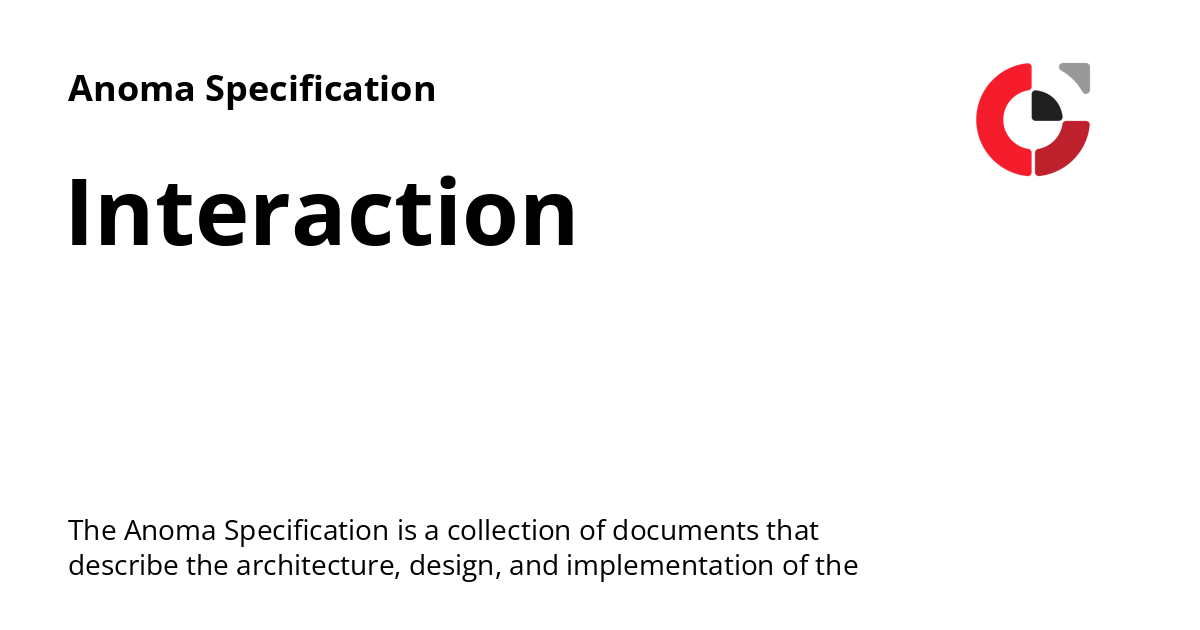 Anoma Specification
Interaction
The Anoma Specification is a collection of documents that
describe the architecture, design, and implementation of the